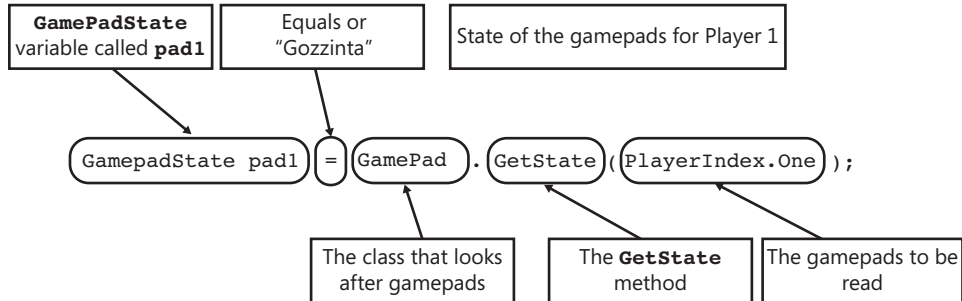 GamePadState
variable called pad1
Equals or
“Gozzinta”
State of the gamepads for Player 1
GamepadState pad1 = GamePad . GetState ( PlayerIndex.One );
The class that looks
after gamepads
The GetState
method
The gamepads to be
read